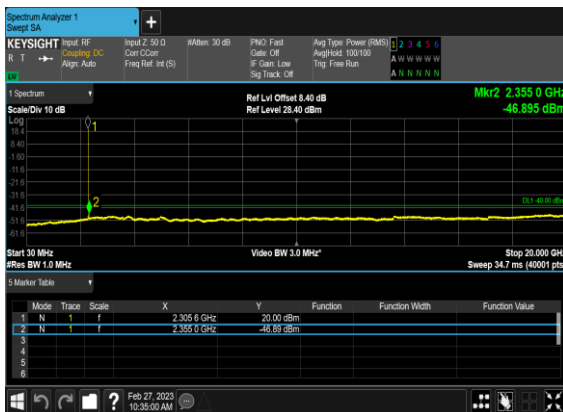 Spectrum Analyzer 1
Swept SA
+
KEYSIGHT Input: RF Input Z: 50 Ω #Atten: 30 dB PNO: Fast Avg Type: Power (RMS) 1 2 3 4 5 6
R T Coupling: DC Corr CCorr Gate: Off Avg|Hold: 100/100 A W W W W W
Align: Auto Freq Ref: Int (S) IF Gain: Low Trig: Free Run
LXI Sig Track: Off A N N N N N
1 Spectrum Ref Lvl Offset 8.40 dB Mkr2 2.355 0 GHz
Scale/Div 10 dB Ref Level 28.40 dBm -46.895 dBm
Log
18.4
8.40
-1.60
-11.6
-21.6
-31.6
-41.6
-51.6
-61.6
1
2
DL1 -40.00 dBm
Start 30 MHz Video BW 3.0 MHz* Stop 20.000 GHz
#Res BW 1.0 MHz Sweep 34.7 ms (40001 pts)
5 Marker Table
Mode Trace Scale X Y Function Function Width Function Value
1 N 1 f 2.305 6 GHz 20.00 dBm
2 N 1 f 2.355 0 GHz -46.89 dBm
3
4
5
6
? Feb 27, 2023
10:35:00 AM